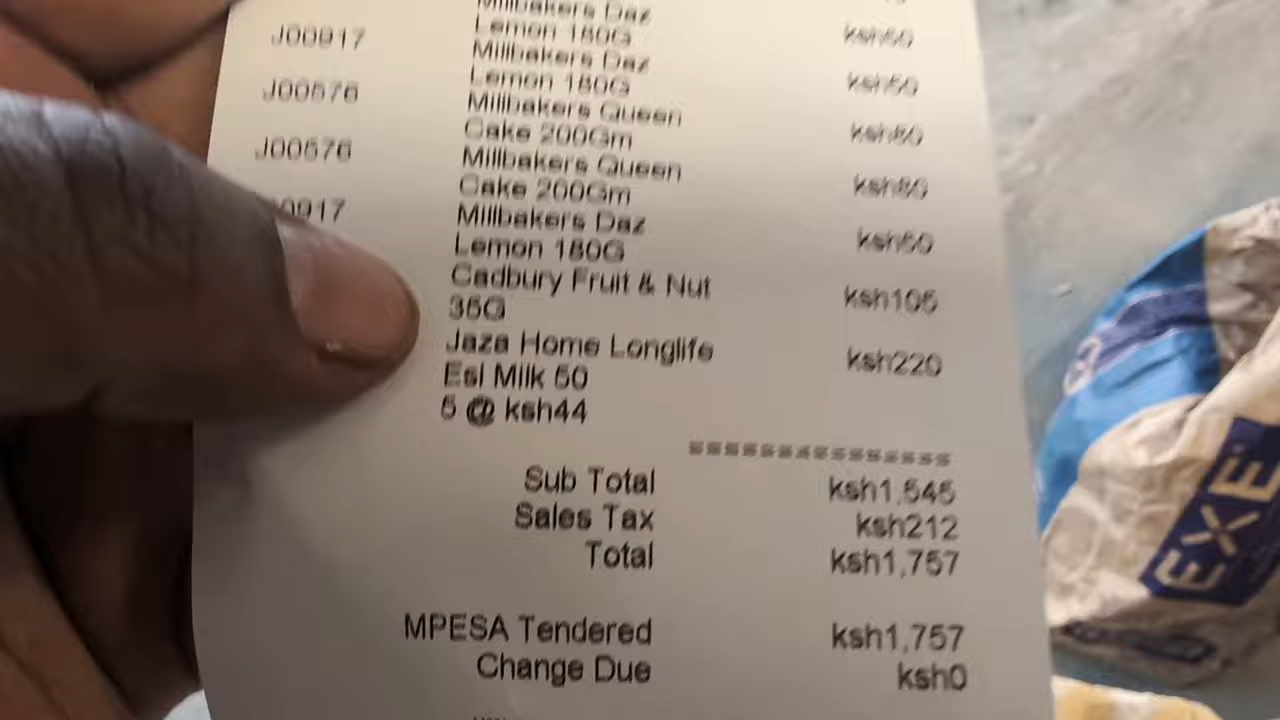 Millbakers Daz
J00917 Lemon 180G ksh50
Millbakers Daz
J00576 Lemon 180G ksh50
Millbakers Queen
Cake 200Gm ksh80
J00576 Millbakers Queen
Cake 200Gm ksh80
0917 Millbakers Daz
Lemon 180G ksh50
Cadbury Fruit & Nut
35G ksh105
Jaza Home Longlife ksh220
Esl Milk 50
5 @ ksh44
===============
Sub Total ksh1,545
Sales Tax ksh212
Total ksh1,757
MPESA Tendered ksh1,757
Change Due ksh0
EXE